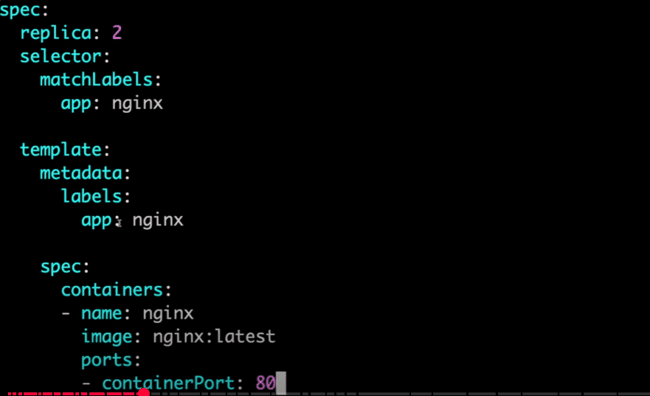 spec:
  replica: 2
  selector:
    matchLabels:
      app: nginx
  template:
    metadata:
      labels:
        app: nginx
    spec:
      containers:
      - name: nginx
        image: nginx:latest
        ports:
        - containerPort: 80